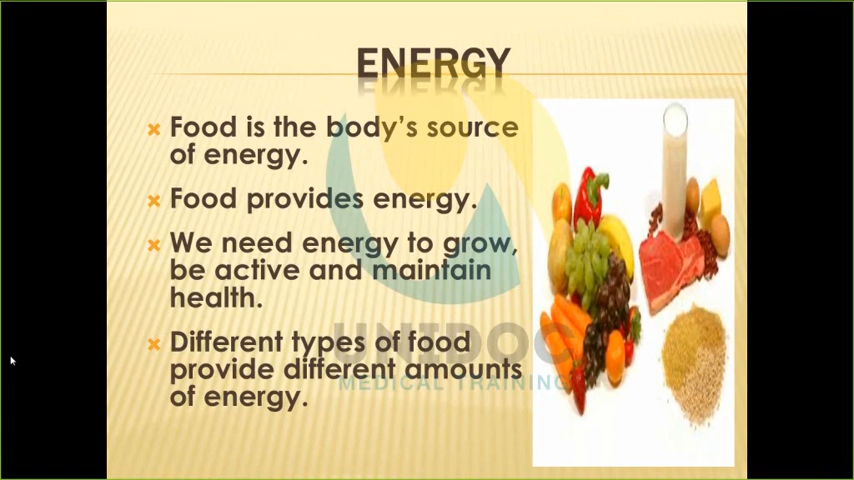 ENERGY
Food is the body's source
of energy.
Food provides energy.
We need energy to grow,
be active and maintain
health.
Different types of food
provide different amounts
of energy.
UNIDOC
MEDICAL TRAINING